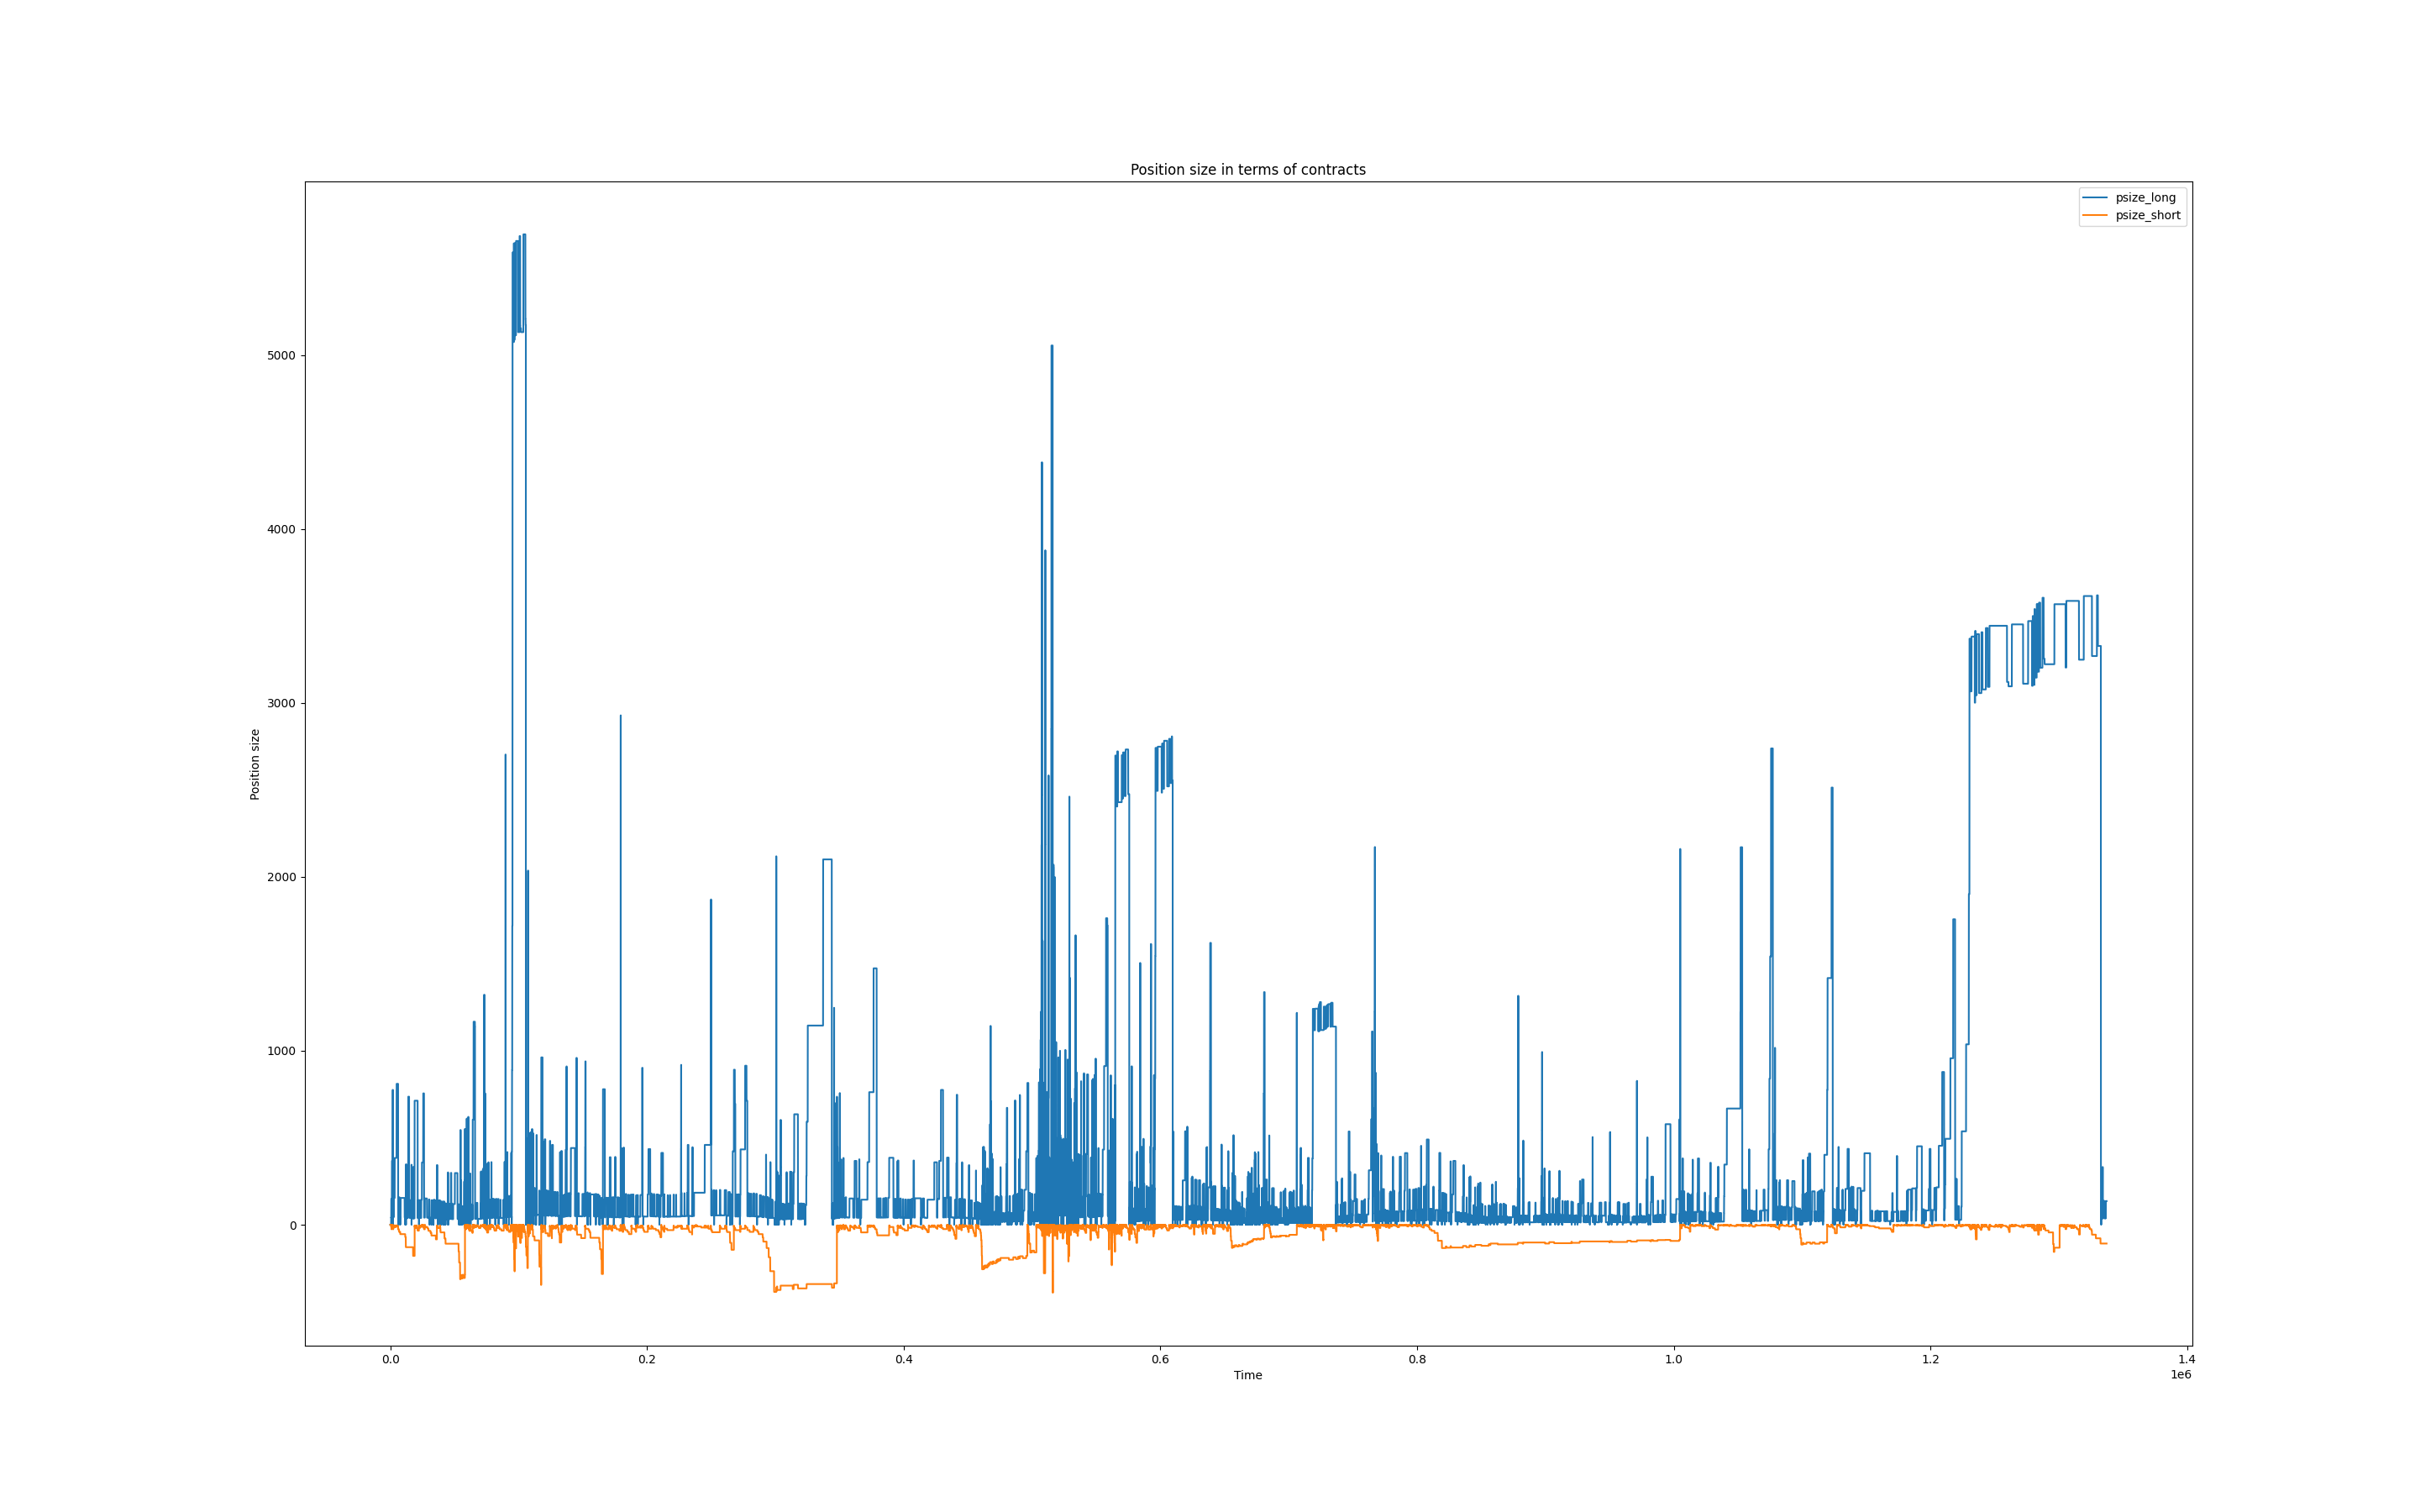 Position size in terms of contracts
psize_long
psize_short
5000
4000
3000
2000
1000
0
Position size
0.0 0.2 0.4 0.6 0.8 1.0 1.2 1.4
1e6
Time